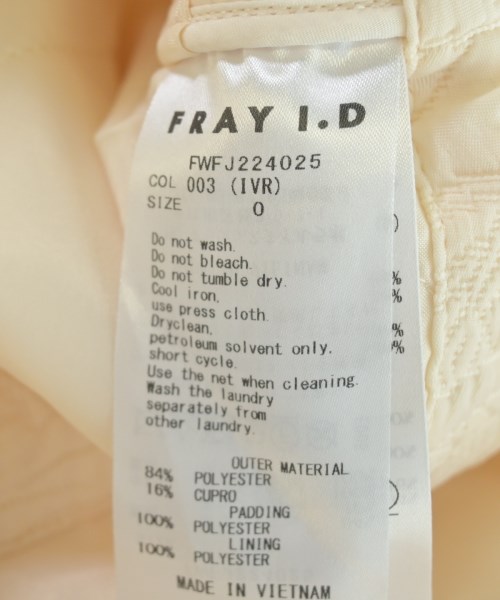 FRAY I.D
FWFJ224025
COL 003 (IVR)
SIZE 0
Do not wash.
Do not bleach.
Do not tumble dry.
Cool iron,
use press cloth.
Dryclean,
petroleum solvent only.
short cycle.
Use the net when cleaning.
Wash the laundry
separately from
other laundry.
OUTER MATERIAL
84% POLYESTER
16% CUPRO
PADDING
100% POLYESTER
LINING
100% POLYESTER
MADE IN VIETNAM